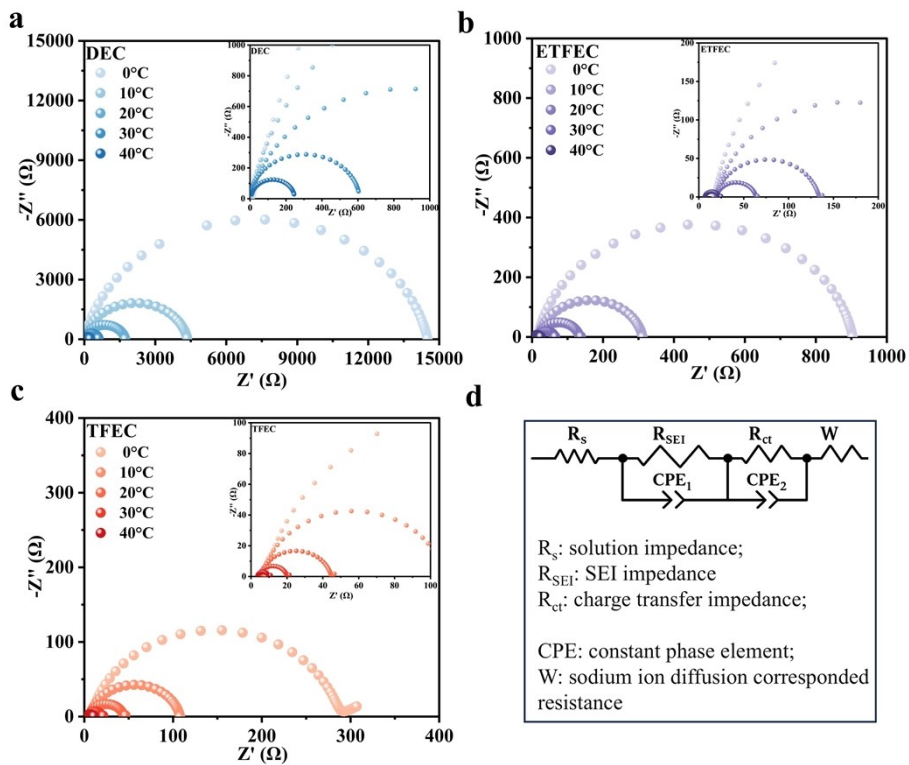 a
DEC
0°C
10°C
20°C
30°C
40°C
15000
12000
9000
6000
3000
0
0 3000 6000 9000 12000 15000
-Z'' (Ω)
Z' (Ω)
DEC
1000
800
600
400
200
0
0 200 400 600 800 1000
-Z'' (Ω)
Z' (Ω)
b
ETFEC
0°C
10°C
20°C
30°C
40°C
1000
800
600
400
200
0
0 200 400 600 800 1000
-Z'' (Ω)
Z' (Ω)
ETFEC
200
150
100
50
0
0 50 100 150 200
-Z'' (Ω)
Z' (Ω)
c
TFEC
0°C
10°C
20°C
30°C
40°C
400
350
300
250
200
150
100
50
0
0 100 200 300 400
-Z'' (Ω)
Z' (Ω)
TFEC
100
80
60
40
20
0
0 20 40 60 80 100
-Z'' (Ω)
Z' (Ω)
d
Rs RSEI Rct W
CPE1 CPE2
Rs: solution impedance;
RSEI: SEI impedance
Rct: charge transfer impedance;
CPE: constant phase element;
W: sodium ion diffusion corresponded
resistance